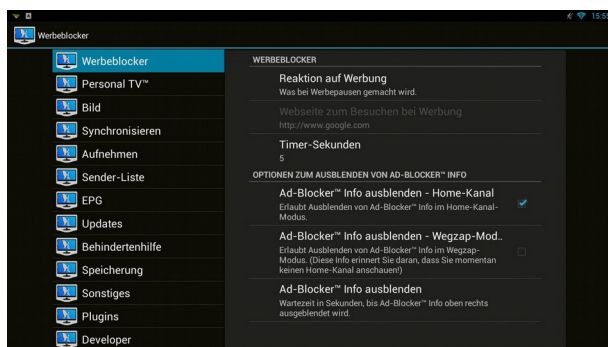 15:55
Werbeblocker
Werbeblocker
Personal TV™
Bild
Synchronisieren
Aufnehmen
Sender-Liste
EPG
Updates
Behindertenhilfe
Speicherung
Sonstiges
Plugins
Developer
WERBEBLOCKER
Reaktion auf Werbung
Was bei Werbepausen gemacht wird.
Webseite zum Besuchen bei Werbung
http://www.google.com
Timer-Sekunden
5
OPTIONEN ZUM AUSBLENDEN VON AD-BLOCKER™ INFO
Ad-Blocker™ Info ausblenden - Home-Kanal
Erlaubt Ausblenden von Ad-Blocker™ Info im Home-Kanal-
Modus.
Ad-Blocker™ Info ausblenden - Wegzap-Mod..
Erlaubt Ausblenden von Ad-Blocker™ Info im Wegzap-
Modus. (Diese Info erinnert Sie daran, dass Sie momentan
keinen Home-Kanal anschauen!)
Ad-Blocker™ Info ausblenden
Wartezeit in Sekunden, bis Ad-Blocker™ Info oben rechts
ausgeblendet wird.